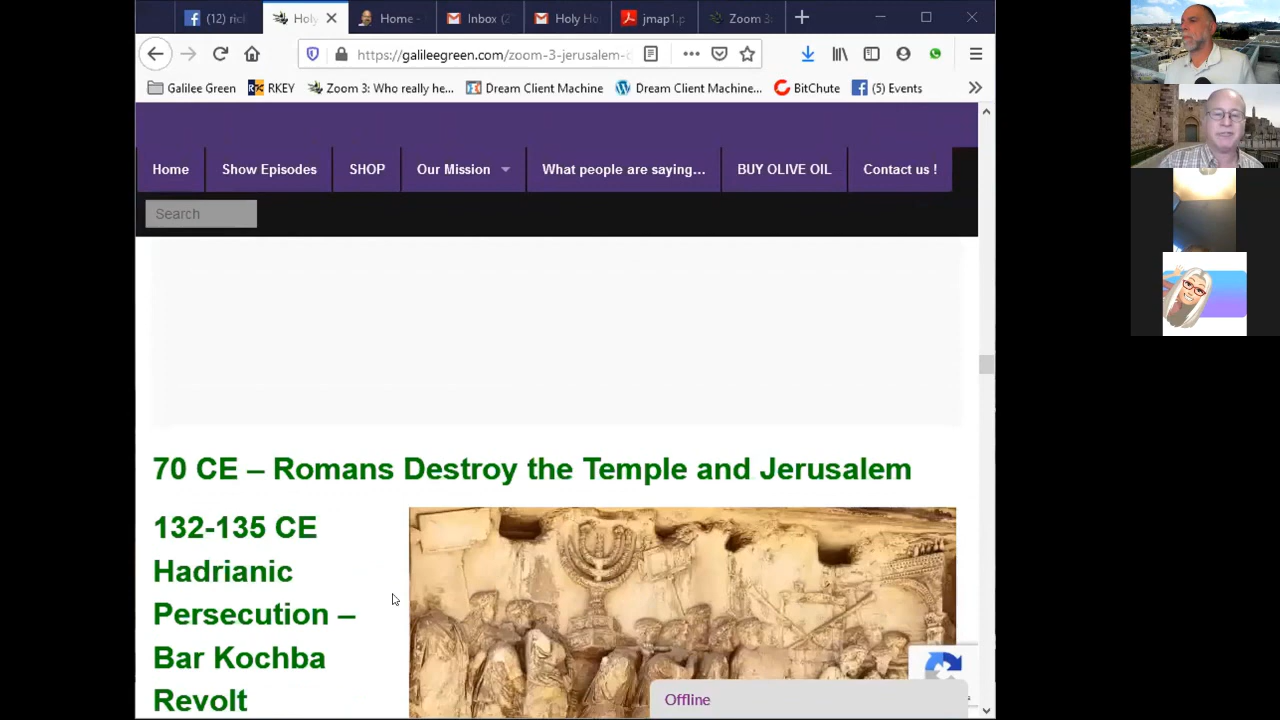 (12) ric
Holy
Home -
Inbox (2
Holy Ho
jmap1.p
Zoom 3:
https://galileegreen.com/zoom-3-jerusalem-c
Galilee Green
RKEY
Zoom 3: Who really he...
Dream Client Machine
Dream Client Machine...
BitChute
(5) Events
Home
Show Episodes
SHOP
Our Mission
What people are saying...
BUY OLIVE OIL
Contact us !
Search
70 CE – Romans Destroy the Temple and Jerusalem
132-135 CE
Hadrianic
Persecution –
Bar Kochba
Revolt
Offline